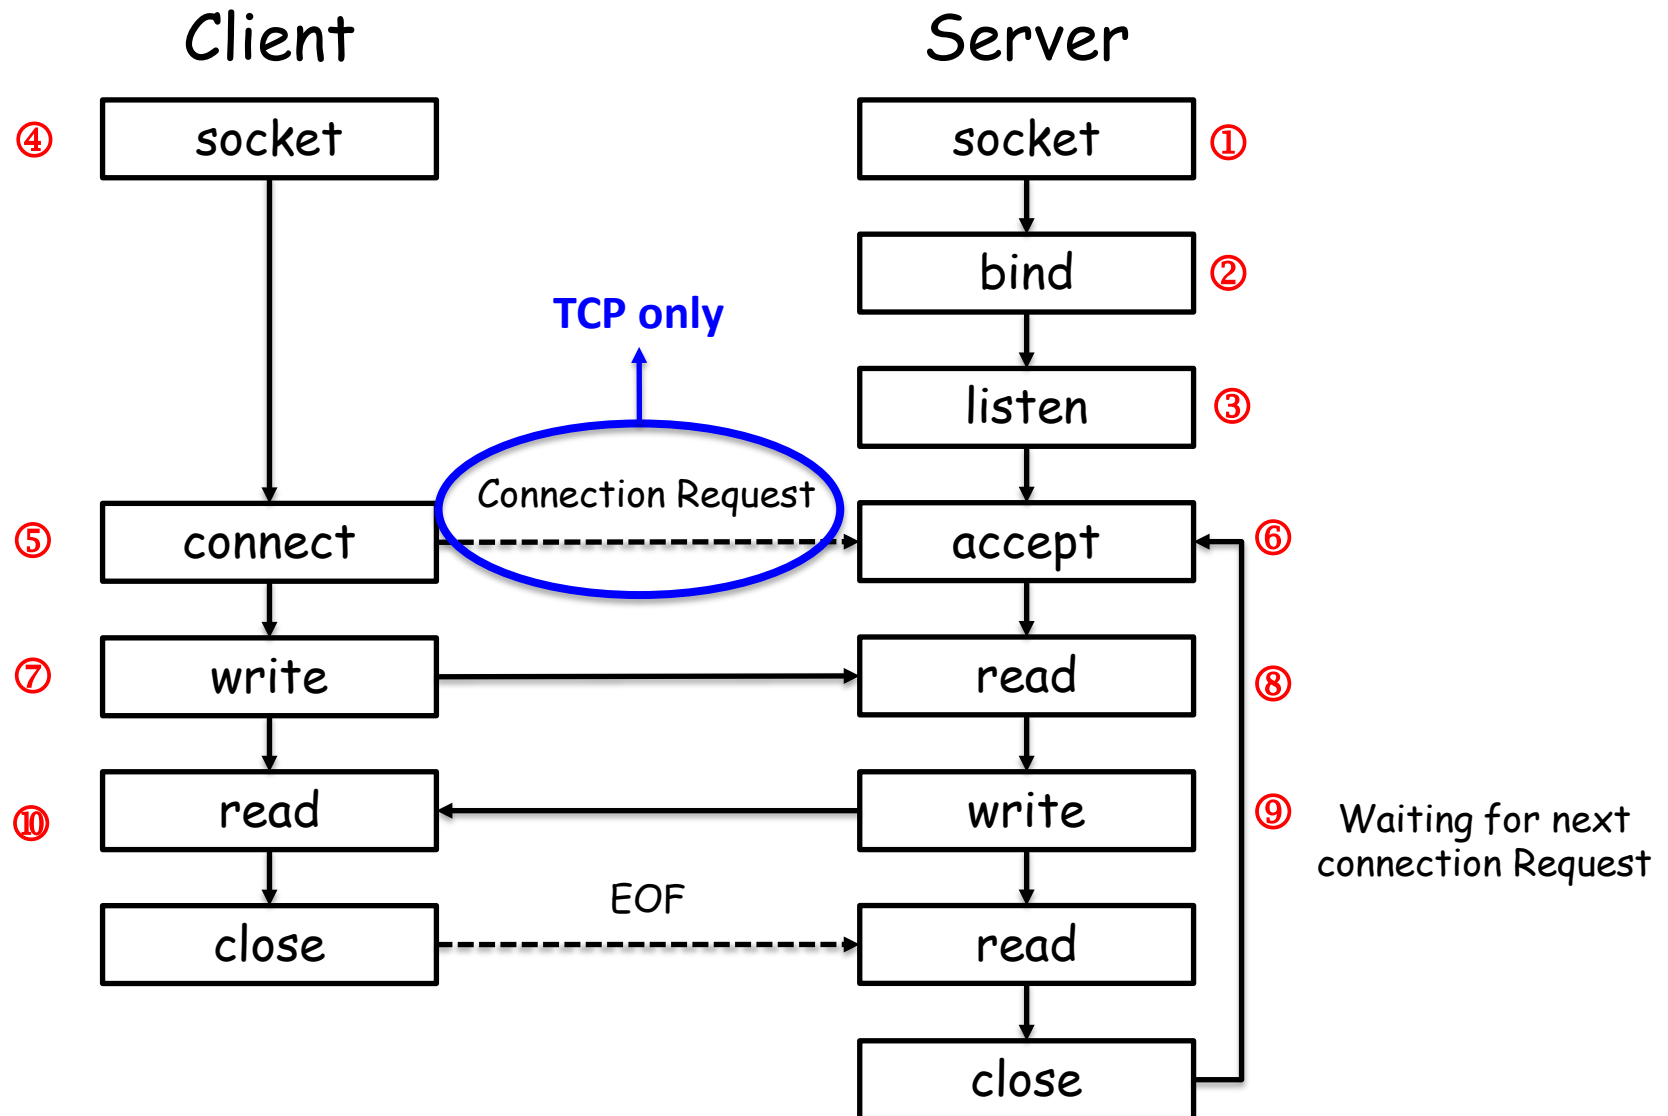 Client
Server
④
socket
socket
①
bind
②
TCP only
listen
③
Connection Request
⑤
connect
accept
⑥
⑦
write
read
⑧
⑩
read
write
⑨
Waiting for next
connection Request
EOF
close
read
close